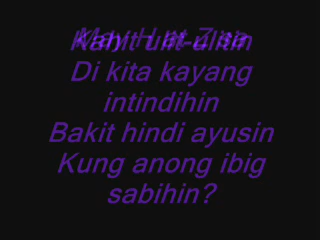 Kahit ulit-ulitin
Di kita kayang
intindihin
Bakit hindi ayusin
Kung anong ibig
sabihin?